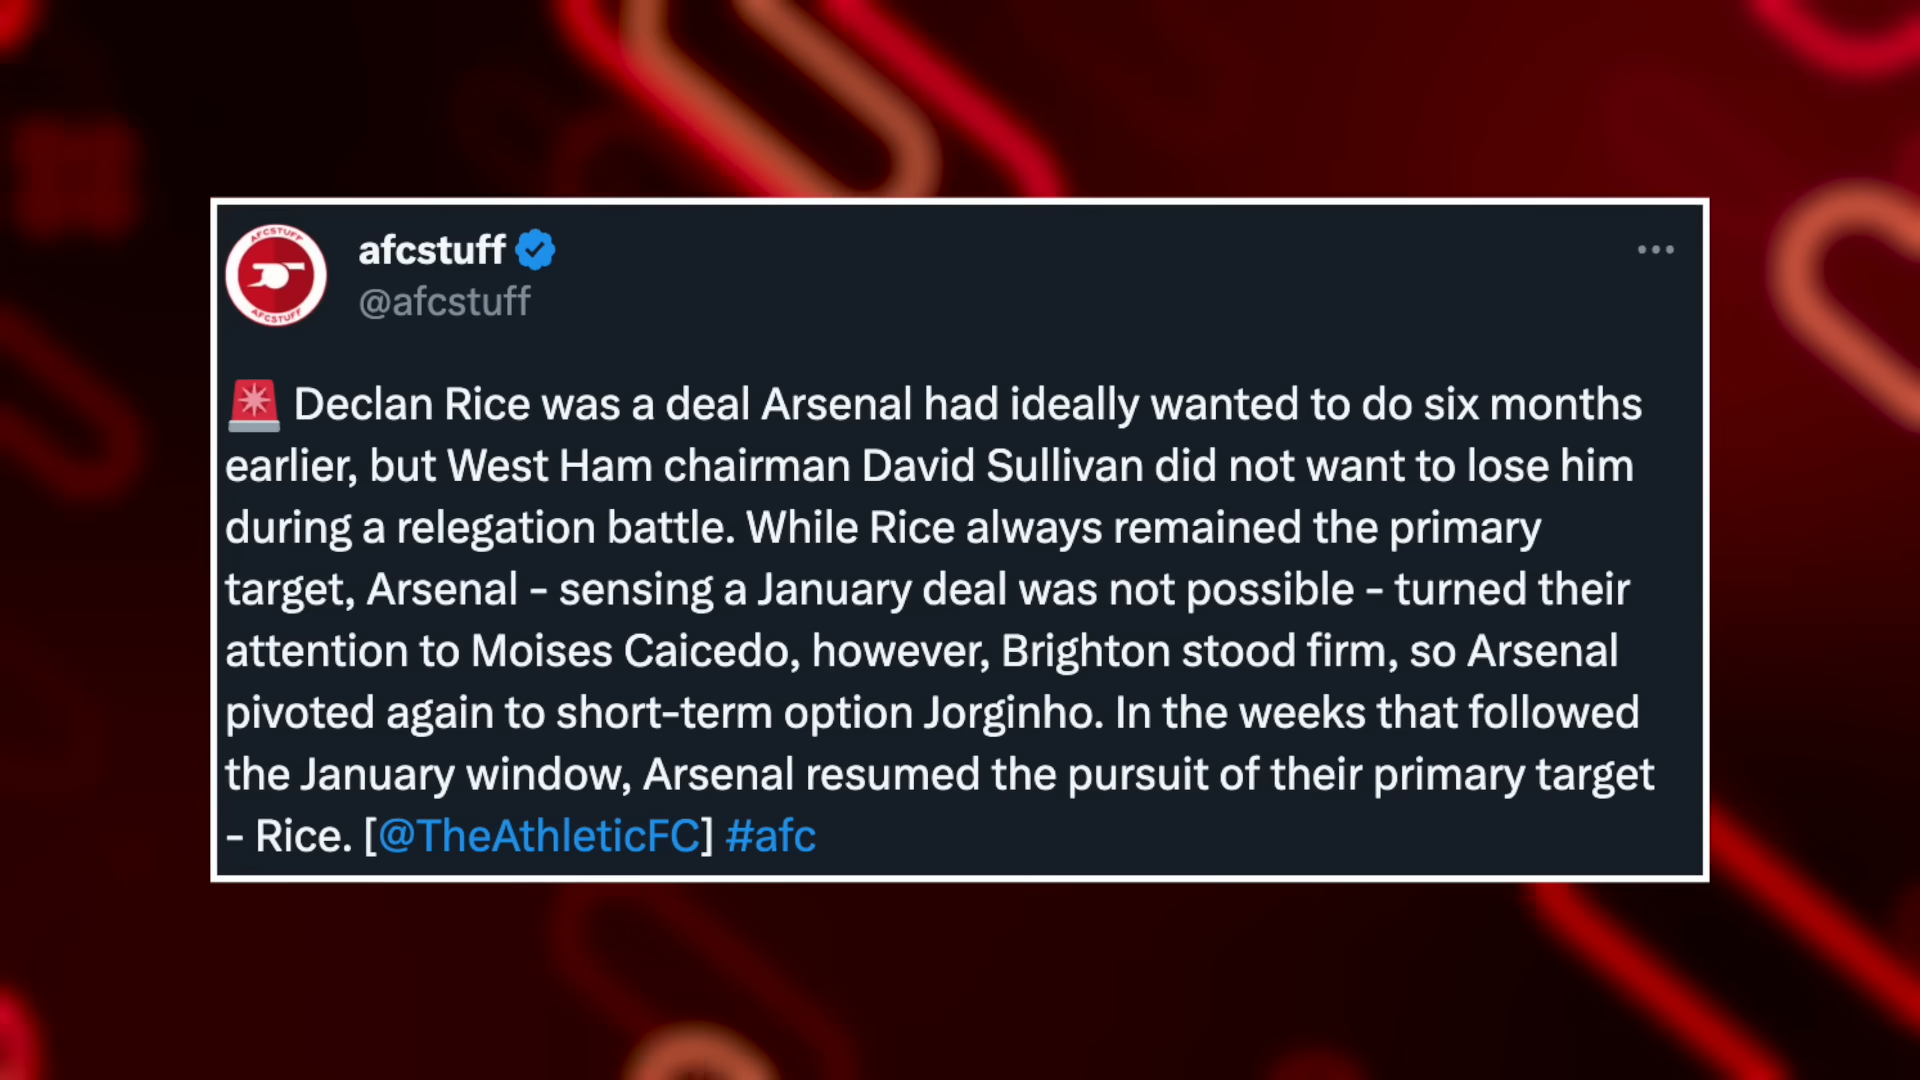 AFCSTUFF
AFCSTUFF
afcstuff
@afcstuff
🚨 Declan Rice was a deal Arsenal had ideally wanted to do six months
earlier, but West Ham chairman David Sullivan did not want to lose him
during a relegation battle. While Rice always remained the primary
target, Arsenal – sensing a January deal was not possible – turned their
attention to Moises Caicedo, however, Brighton stood firm, so Arsenal
pivoted again to short-term option Jorginho. In the weeks that followed
the January window, Arsenal resumed the pursuit of their primary target
– Rice. [@TheAthleticFC] #afc